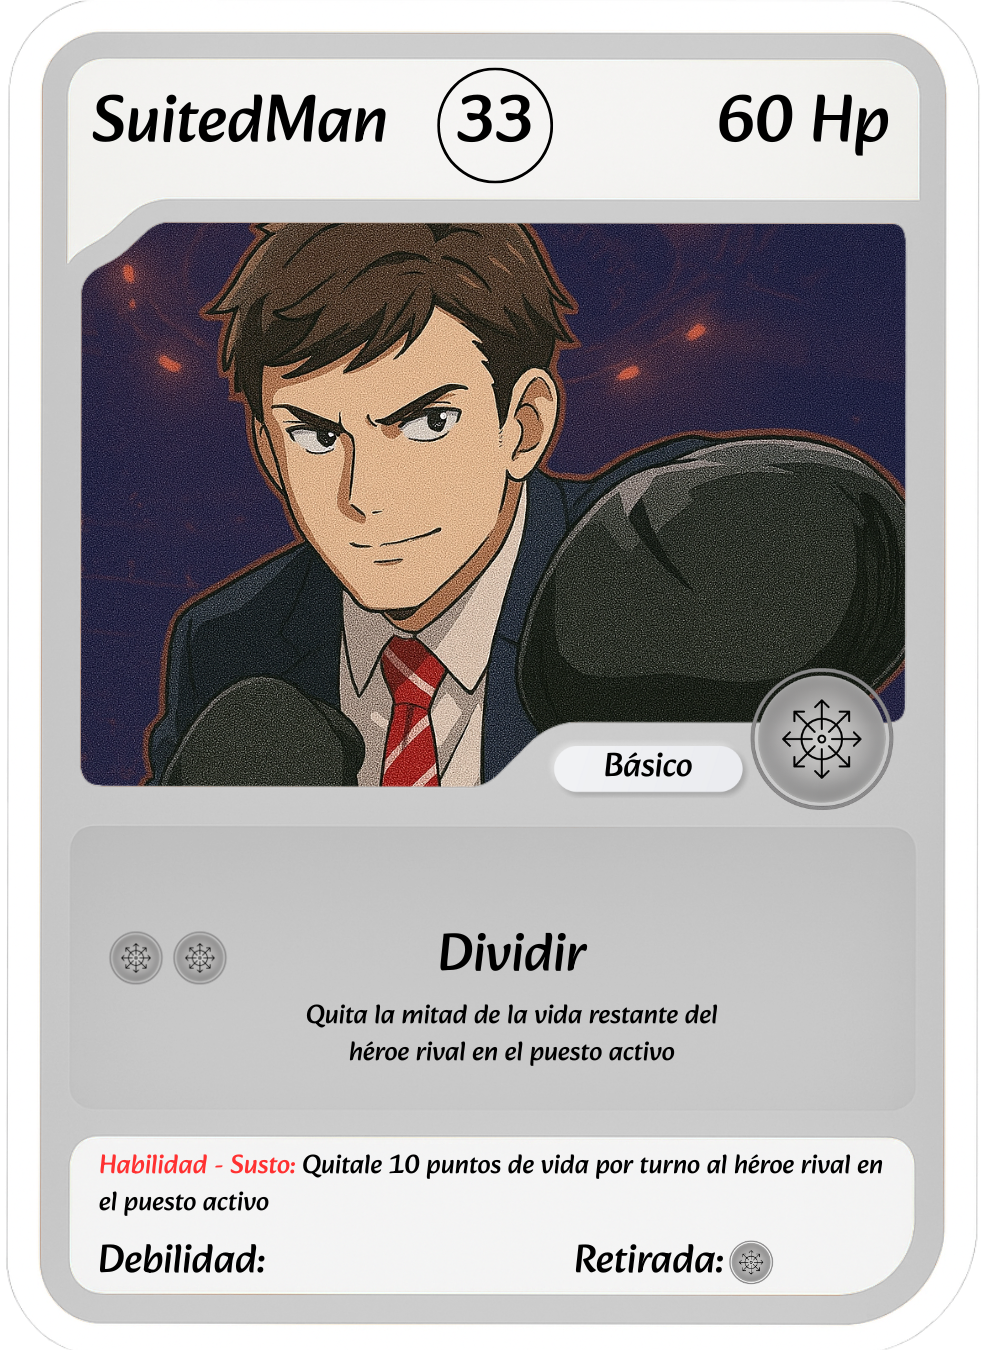 SuitedMan 33 60 Hp
Básico
Dividir
Quita la mitad de la vida restante del
héroe rival en el puesto activo
Habilidad - Susto: Quitale 10 puntos de vida por turno al héroe rival en
el puesto activo
Debilidad: Retirada: